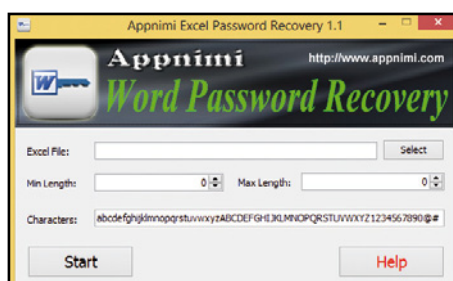 Appnimi Excel Password Recovery 1.1
Appnimi
http://www.appnimi.com
W
Word Password Recovery
Excel File:
Select
Min Length: 0
Max Length: 0
Characters: abcdefghijklmnopqrstuvwxyzABCDEFGHIJKLMNOPQRSTUVWXYZ1234567890@#
Start
Help